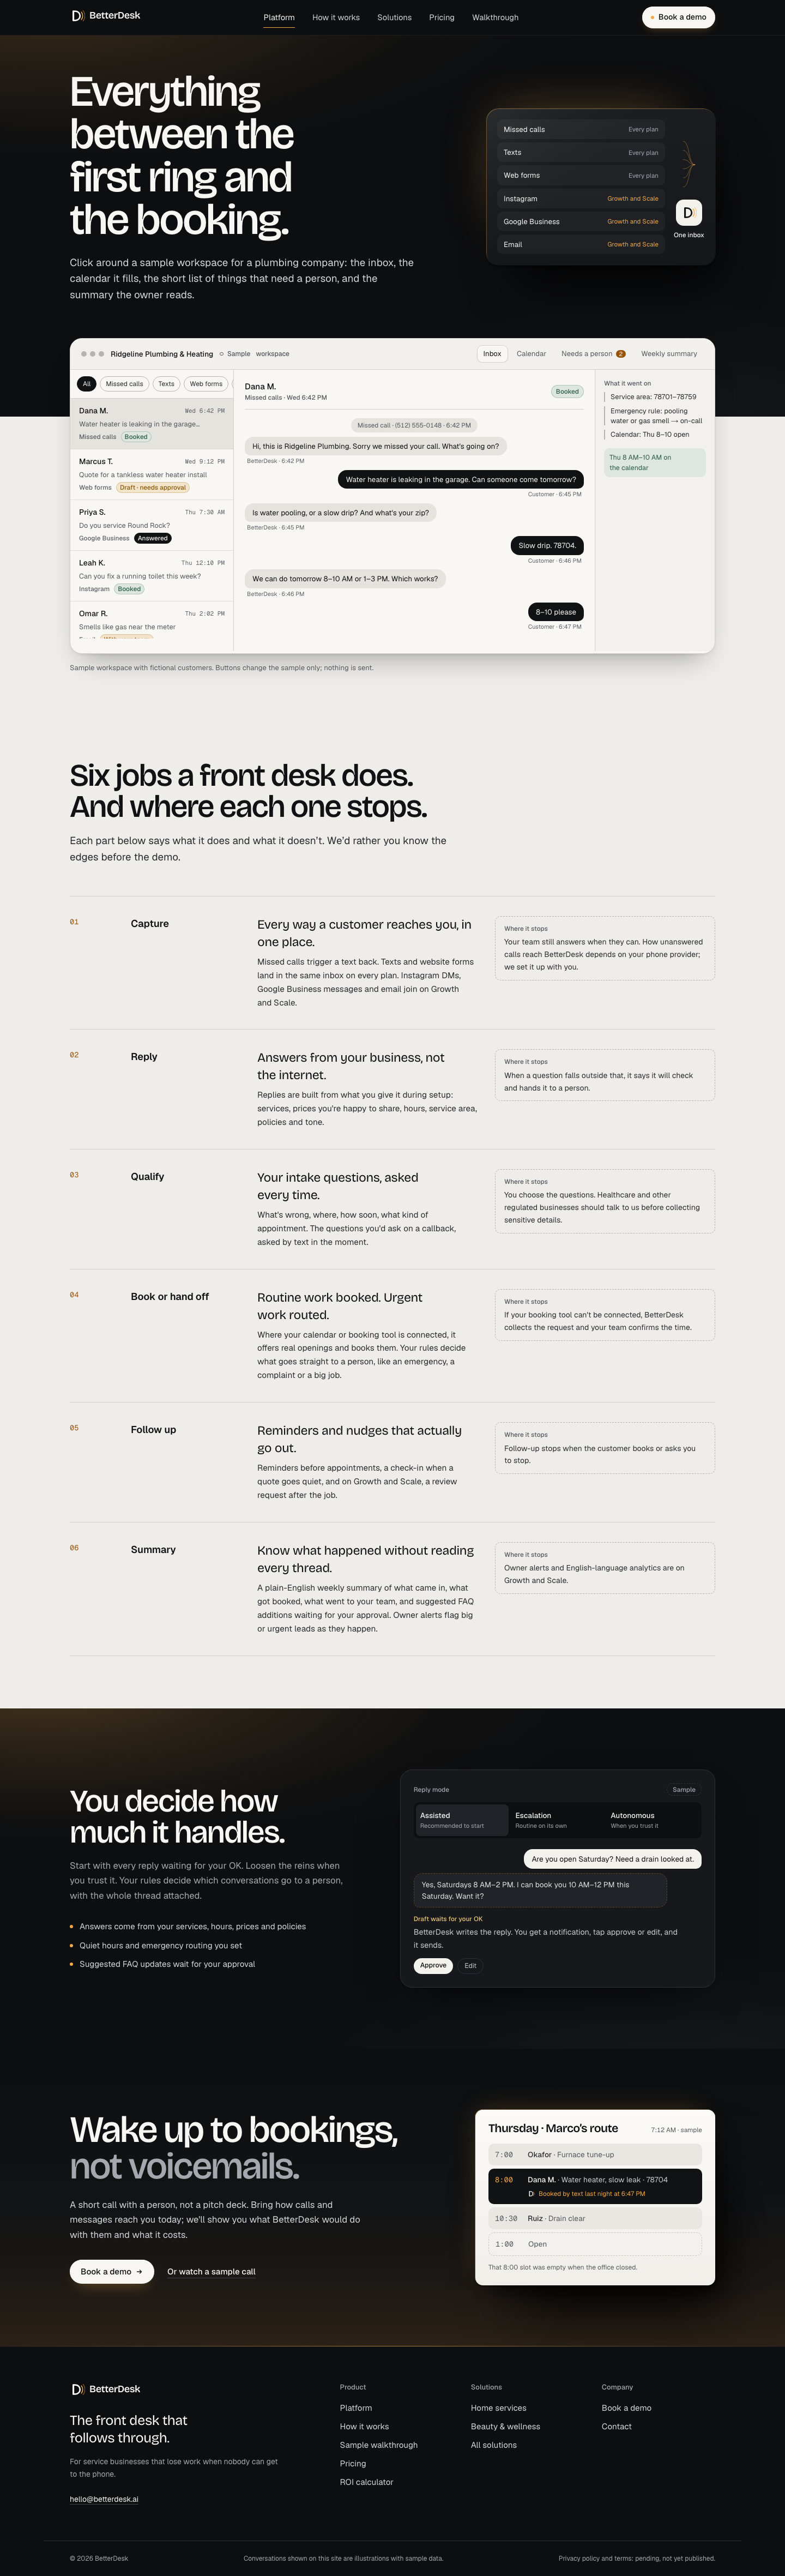 BetterDesk
Platform
How it works
Solutions
Pricing
Walkthrough
Book a demo
Everything
between the
first ring and
the booking.
Click around a sample workspace for a plumbing company: the inbox, the
calendar it fills, the short list of things that need a person, and the
summary the owner reads.
Missed calls Every plan
Texts Every plan
Web forms Every plan
Instagram Growth and Scale
Google Business Growth and Scale
Email Growth and Scale
One inbox
Ridgeline Plumbing & Heating
Sample workspace
Inbox
Calendar
Needs a person 2
Weekly summary
All
Missed calls
Texts
Web forms
Dana M. Wed 6:42 PM
Water heater is leaking in the garage…
Missed calls Booked
Marcus T. Wed 9:12 PM
Quote for a tankless water heater install
Web forms Draft · needs approval
Priya S. Thu 7:30 AM
Do you service Round Rock?
Google Business Answered
Leah K. Thu 12:10 PM
Can you fix a running toilet this week?
Instagram Booked
Omar R. Thu 2:02 PM
Smells like gas near the meter
Dana M.
Missed calls · Wed 6:42 PM
Booked
Missed call · (512) 555-0148 · 6:42 PM
Hi, this is Ridgeline Plumbing. Sorry we missed your call. What's going on?
BetterDesk · 6:42 PM
Water heater is leaking in the garage. Can someone come tomorrow?
Customer · 6:45 PM
Is water pooling, or a slow drip? And what's your zip?
BetterDesk · 6:45 PM
Slow drip. 78704.
Customer · 6:46 PM
We can do tomorrow 8–10 AM or 1–3 PM. Which works?
BetterDesk · 6:46 PM
8–10 please
Customer · 6:47 PM
What it went on
Service area: 78701–78759
Emergency rule: pooling
water or gas smell → on-call
Calendar: Thu 8–10 open
Thu 8 AM–10 AM on
the calendar
Sample workspace with fictional customers. Buttons change the sample only; nothing is sent.
Six jobs a front desk does.
And where each one stops.
Each part below says what it does and what it doesn't. We'd rather you know the
edges before the demo.
01
Capture
Every way a customer reaches you, in
one place.
Missed calls trigger a text back. Texts and website forms
land in the same inbox on every plan. Instagram DMs,
Google Business messages and email join on Growth
and Scale.
Where it stops
Your team still answers when they can. How unanswered
calls reach BetterDesk depends on your phone provider;
we set it up with you.
02
Reply
Answers from your business, not
the internet.
Replies are built from what you give it during setup:
services, prices you're happy to share, hours, service area,
policies and tone.
Where it stops
When a question falls outside that, it says it will check
and hands it to a person.
03
Qualify
Your intake questions, asked
every time.
What's wrong, where, how soon, what kind of
appointment. The questions you'd ask on a callback,
asked by text in the moment.
Where it stops
You choose the questions. Healthcare and other
regulated businesses should talk to us before collecting
sensitive details.
04
Book or hand off
Routine work booked. Urgent
work routed.
Where your calendar or booking tool is connected, it
offers real openings and books them. Your rules decide
what goes straight to a person, like an emergency, a
complaint or a big job.
Where it stops
If your booking tool can't be connected, BetterDesk
collects the request and your team confirms the time.
05
Follow up
Reminders and nudges that actually
go out.
Reminders before appointments, a check-in when a
quote goes quiet, and on Growth and Scale, a review
request after the job.
Where it stops
Follow-up stops when the customer books or asks you
to stop.
06
Summary
Know what happened without reading
every thread.
A plain-English weekly summary of what came in, what
got booked, what went to your team, and suggested FAQ
additions waiting for your approval. Owner alerts flag big
or urgent leads as they happen.
Where it stops
Owner alerts and English-language analytics are on
Growth and Scale.
You decide how
much it handles.
Start with every reply waiting for your OK. Loosen the reins when
you trust it. Your rules decide which conversations go to a person,
with the whole thread attached.
Answers come from your services, hours, prices and policies
Quiet hours and emergency routing you set
Suggested FAQ updates wait for your approval
Reply mode
Sample
Assisted
Recommended to start
Escalation
Routine on its own
Autonomous
When you trust it
Are you open Saturday? Need a drain looked at.
Yes, Saturdays 8 AM–2 PM. I can book you 10 AM–12 PM this
Saturday. Want it?
Draft waits for your OK
BetterDesk writes the reply. You get a notification, tap approve or edit, and
it sends.
Approve
Edit
Wake up to bookings,
not voicemails.
A short call with a person, not a pitch deck. Bring how calls and
messages reach you today; we'll show you what BetterDesk would do
with them and what it costs.
Book a demo →
Or watch a sample call
Thursday · Marco's route
7:12 AM · sample
7:00 Okafor · Furnace tune-up
8:00 Dana M. · Water heater, slow leak · 78704
Booked by text last night at 6:47 PM
10:30 Ruiz · Drain clear
1:00 Open
That 8:00 slot was empty when the office closed.
BetterDesk
The front desk that
follows through.
For service businesses that lose work when nobody can get
to the phone.
hello@betterdesk.ai
Product
Platform
How it works
Sample walkthrough
Pricing
ROI calculator
Solutions
Home services
Beauty & wellness
All solutions
Company
Book a demo
Contact
© 2026 BetterDesk
Conversations shown on this site are illustrations with sample data.
Privacy policy and terms: pending, not yet published.